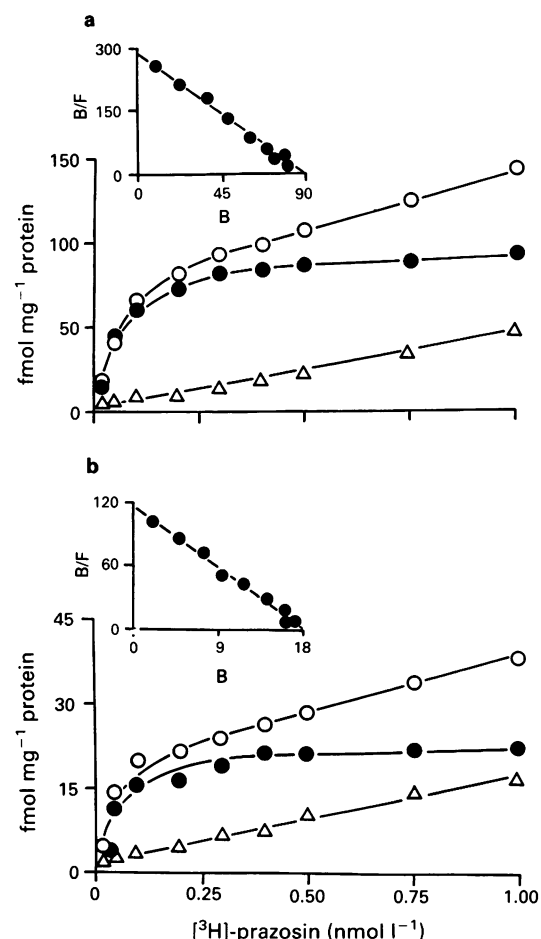 a
300
150
0
B/F
0 45 90
B
150
100
50
0
fmol mg⁻¹ protein
b
120
60
0
B/F
0 9 18
B
45
30
15
0
fmol mg⁻¹ protein
0 0.25 0.50 0.75 1.00
[³H]-prazosin (nmol l⁻¹)